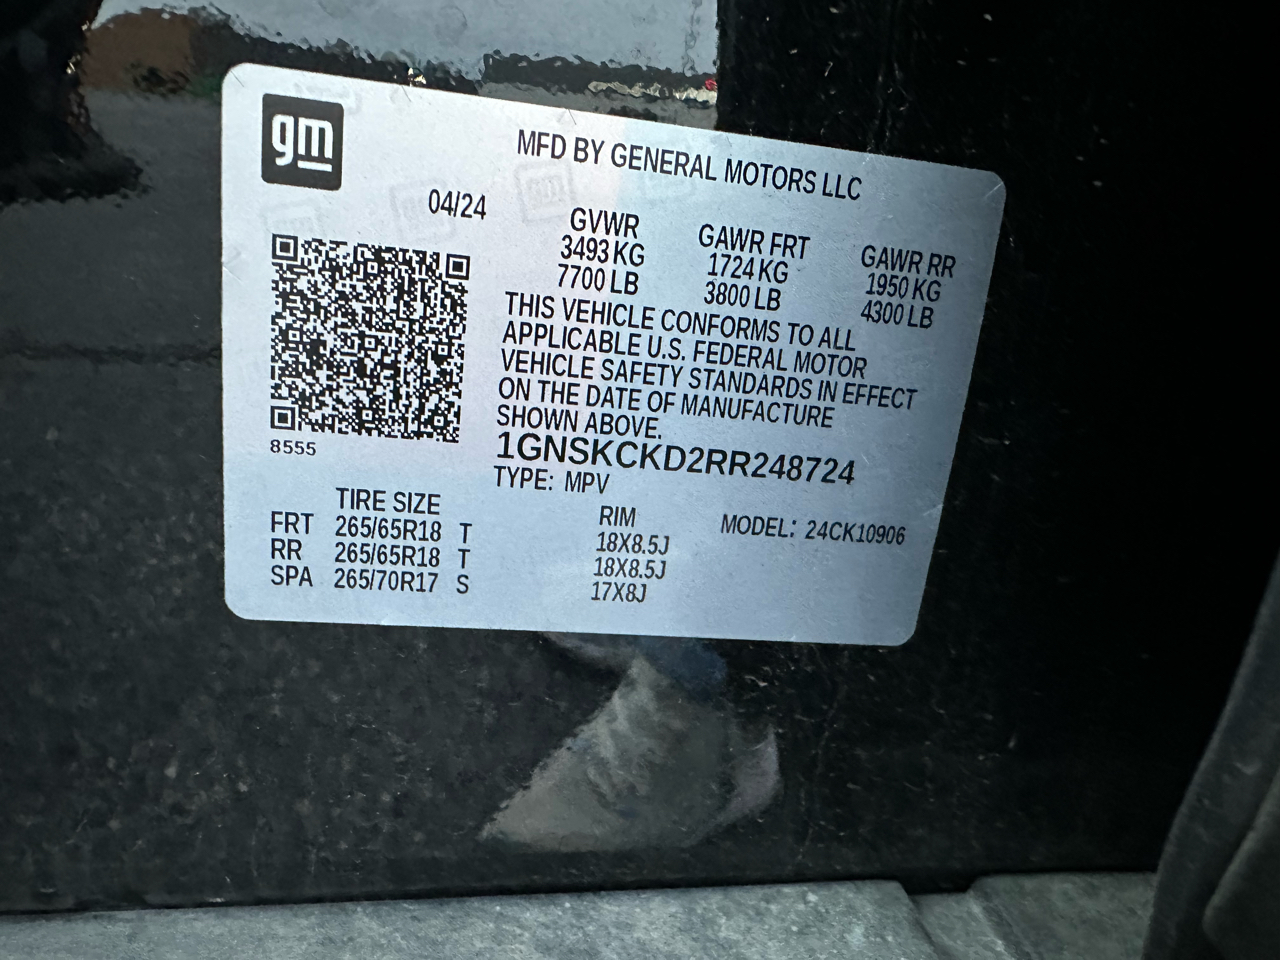 gm
MFD BY GENERAL MOTORS LLC
04/24
GVWR GAWR FRT GAWR RR
3493 KG 1724 KG 1950 KG
7700 LB 3800 LB 4300 LB
THIS VEHICLE CONFORMS TO ALL
APPLICABLE U.S. FEDERAL MOTOR
VEHICLE SAFETY STANDARDS IN EFFECT
ON THE DATE OF MANUFACTURE
SHOWN ABOVE.
8555
1GNSKCKD2RR248724
TYPE: MPV
TIRE SIZE RIM MODEL: 24CK10906
FRT 265/65R18 T 18X8.5J
RR 265/65R18 T 18X8.5J
SPA 265/70R17 S 17X8J